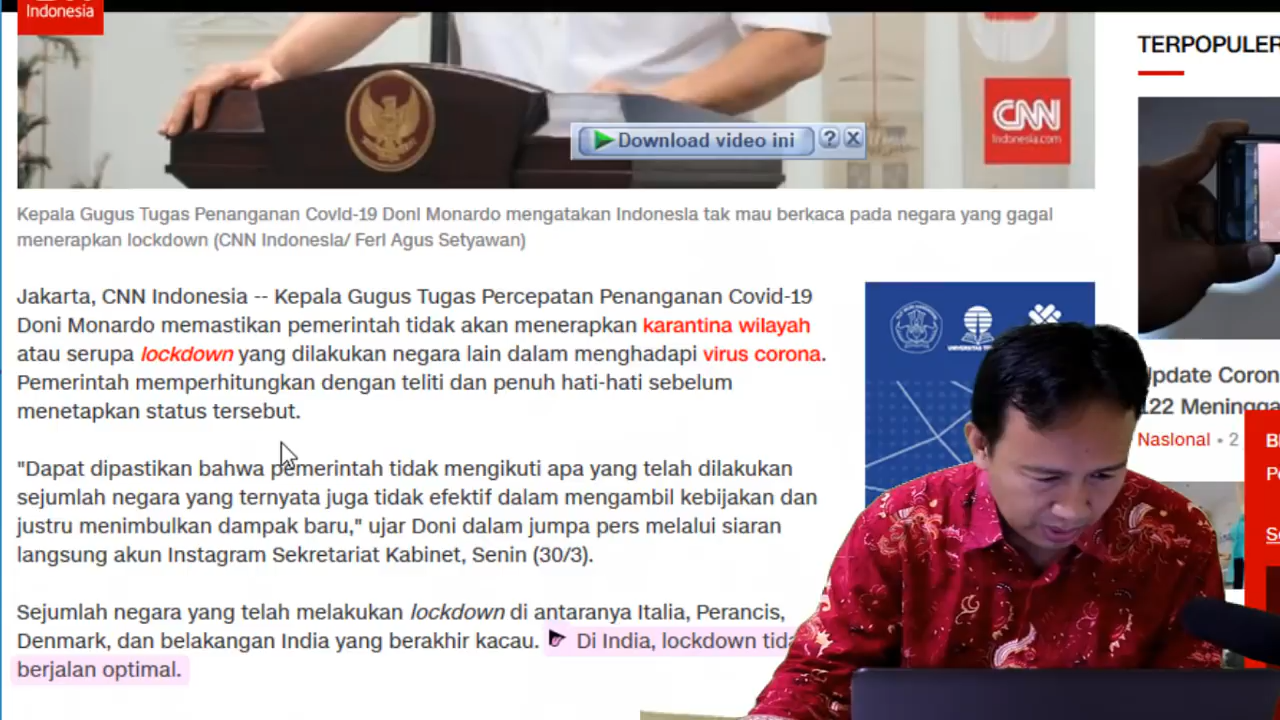 Indonesia
TERPOPULER
CNN
Indonesia.com
Download video ini
Kepala Gugus Tugas Penanganan Covid-19 Doni Monardo mengatakan Indonesia tak mau berkaca pada negara yang gagal
menerapkan lockdown (CNN Indonesia/ Feri Agus Setyawan)
Jakarta, CNN Indonesia -- Kepala Gugus Tugas Percepatan Penanganan Covid-19
Doni Monardo memastikan pemerintah tidak akan menerapkan karantina wilayah
atau serupa lockdown yang dilakukan negara lain dalam menghadapi virus corona.
Pemerintah memperhitungkan dengan teliti dan penuh hati-hati sebelum
menetapkan status tersebut.
"Dapat dipastikan bahwa pemerintah tidak mengikuti apa yang telah dilakukan
sejumlah negara yang ternyata juga tidak efektif dalam mengambil kebijakan dan
justru menimbulkan dampak baru," ujar Doni dalam jumpa pers melalui siaran
langsung akun Instagram Sekretariat Kabinet, Senin (30/3).
Sejumlah negara yang telah melakukan lockdown di antaranya Italia, Perancis,
Denmark, dan belakangan India yang berakhir kacau. Di India, lockdown
berjalan optimal.
UNIVERSITAS
Update Coron
122 Meningga
Nasional • 2